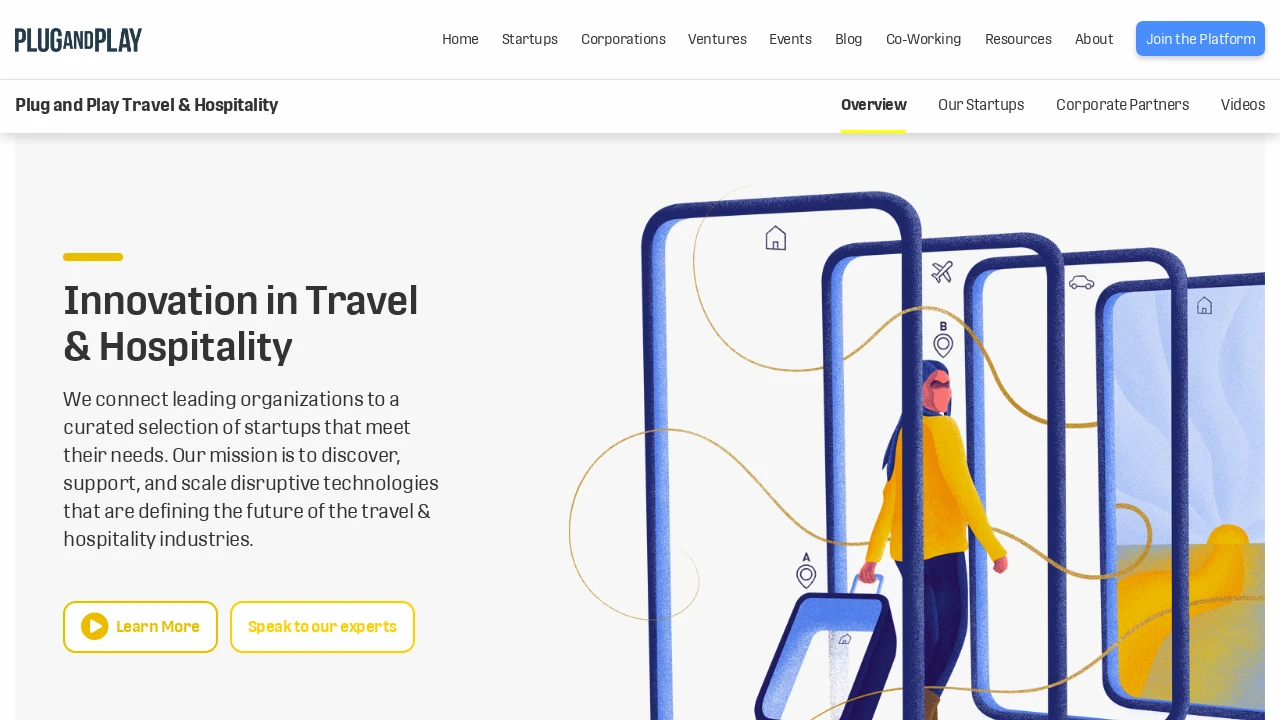 PLUGANDPLAY
Home Startups Corporations Ventures Events Blog Co-Working Resources About Join the Platform
Plug and Play Travel & Hospitality
Overview Our Startups Corporate Partners Videos
Innovation in Travel
& Hospitality
We connect leading organizations to a
curated selection of startups that meet
their needs. Our mission is to discover,
support, and scale disruptive technologies
that are defining the future of the travel &
hospitality industries.
Learn More Speak to our experts
B
A